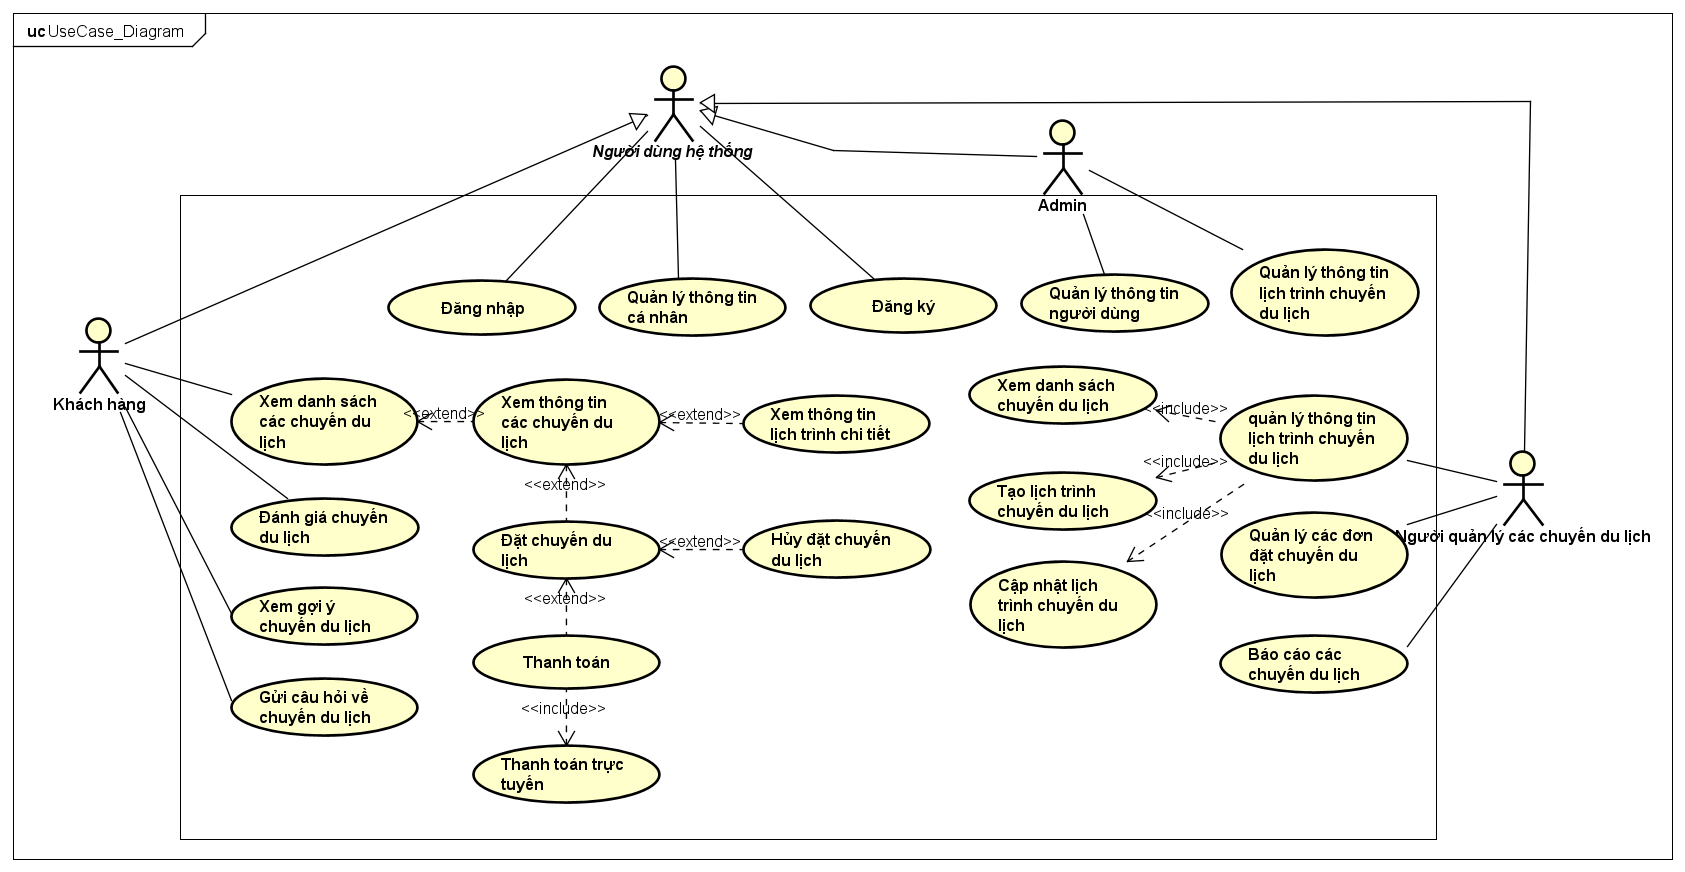 uc UseCase_Diagram
Người dùng hệ thống
Admin
Khách hàng
Đăng nhập
Quản lý thông tin
cá nhân
Đăng ký
Quản lý thông tin
người dùng
Quản lý thông tin
lịch trình chuyến
du lịch
Xem danh sách
các chuyến du
lịch
<<extend>>
Xem thông tin
các chuyến du
lịch
<<extend>>
Xem thông tin
lịch trình chi tiết
Xem danh sách
chuyến du lịch
<<include>>
quản lý thông tin
lịch trình chuyến
du lịch
<<include>>
<<extend>>
Tạo lịch trình
chuyến du lịch
<<include>>
Đánh giá chuyến
du lịch
Đặt chuyến du
lịch
<<extend>>
Hủy đặt chuyến
du lịch
Quản lý các đơn
đặt chuyến du
lịch
Người quản lý các chuyến du lịch
<<extend>>
Cập nhật lịch
trình chuyến du
lịch
Xem gợi ý
chuyến du lịch
Thanh toán
Báo cáo các
chuyến du lịch
Gửi câu hỏi về
chuyến du lịch
<<include>>
Thanh toán trực
tuyến